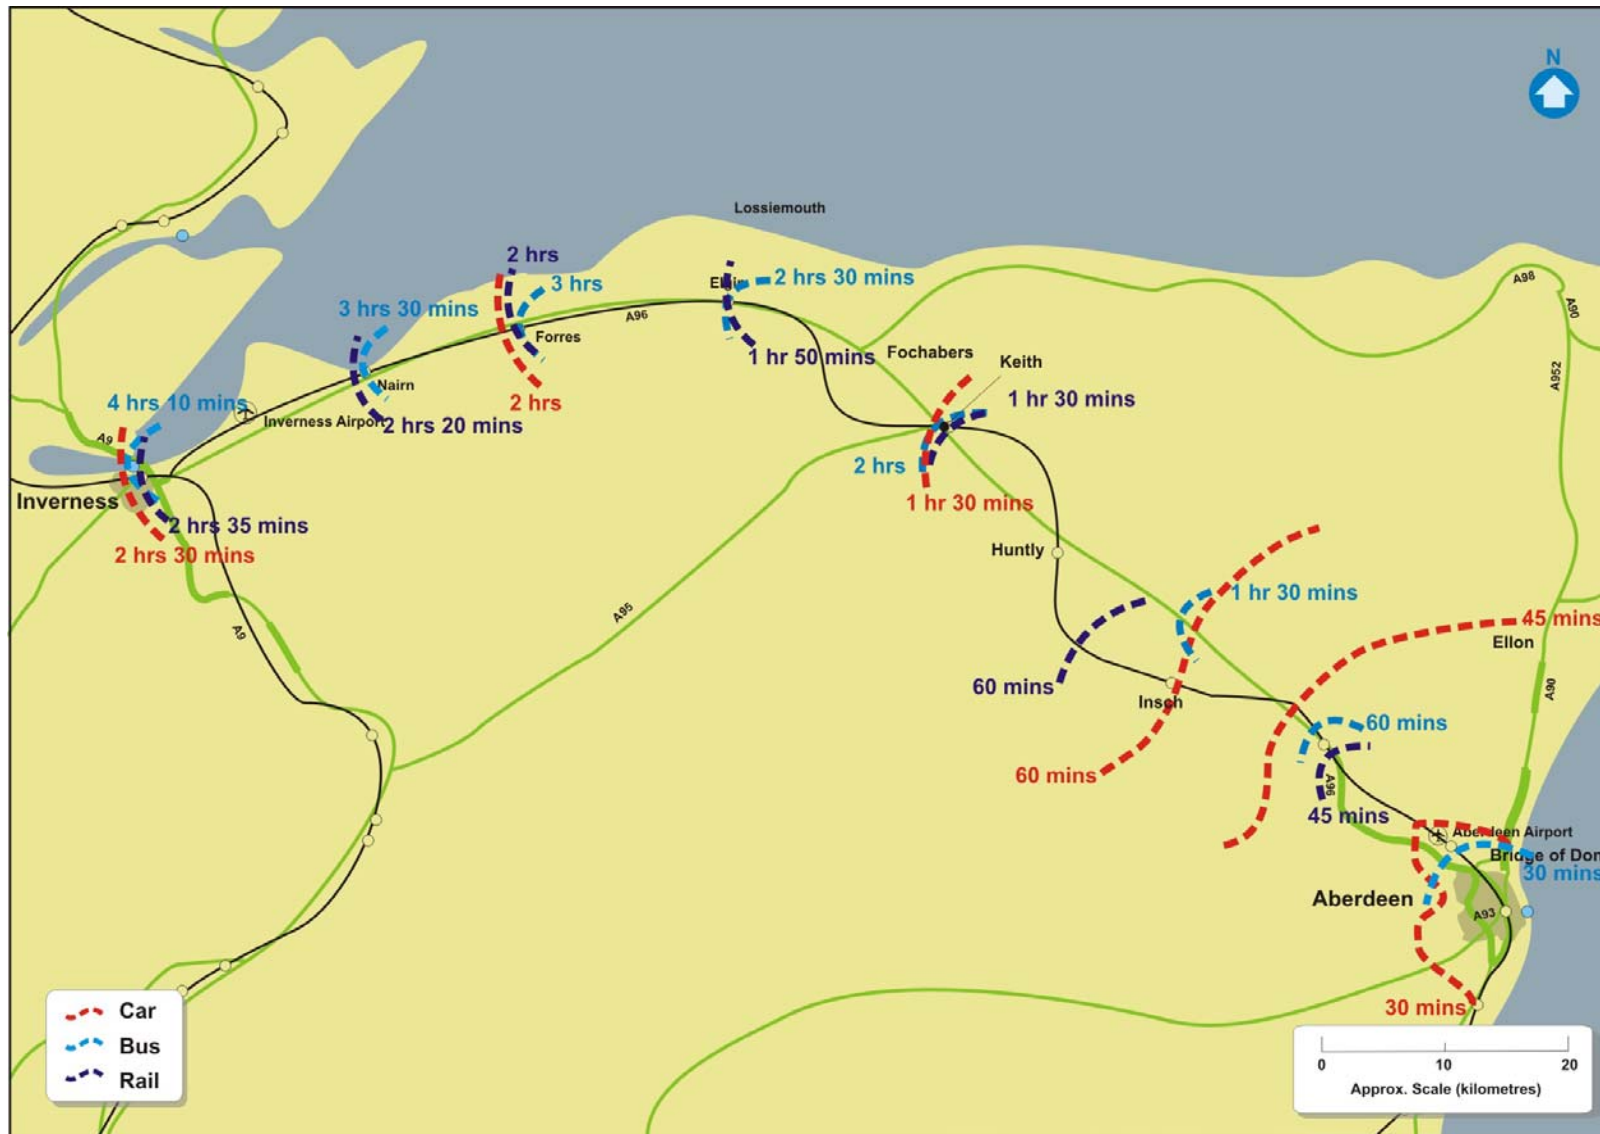 N
Lossiemouth
A98
A90
2 hrs
3 hrs
Elgin
2 hrs 30 mins
3 hrs 30 mins
A96
Forres
1 hr 50 mins
Fochabers
Keith
A952
Nairn
2 hrs
1 hr 30 mins
4 hrs 10 mins
Inverness Airport
2 hrs 20 mins
A9
2 hrs
Inverness
1 hr 30 mins
2 hrs 35 mins
2 hrs 30 mins
Huntly
1 hr 30 mins
A95
A9
45 mins
Ellon
60 mins
Insch
A90
60 mins
60 mins
A96
45 mins
Aberdeen Airport
Bridge of Don
30 mins
Aberdeen
A93
30 mins
Car
Bus
Rail
0 10 20
Approx. Scale (kilometres)